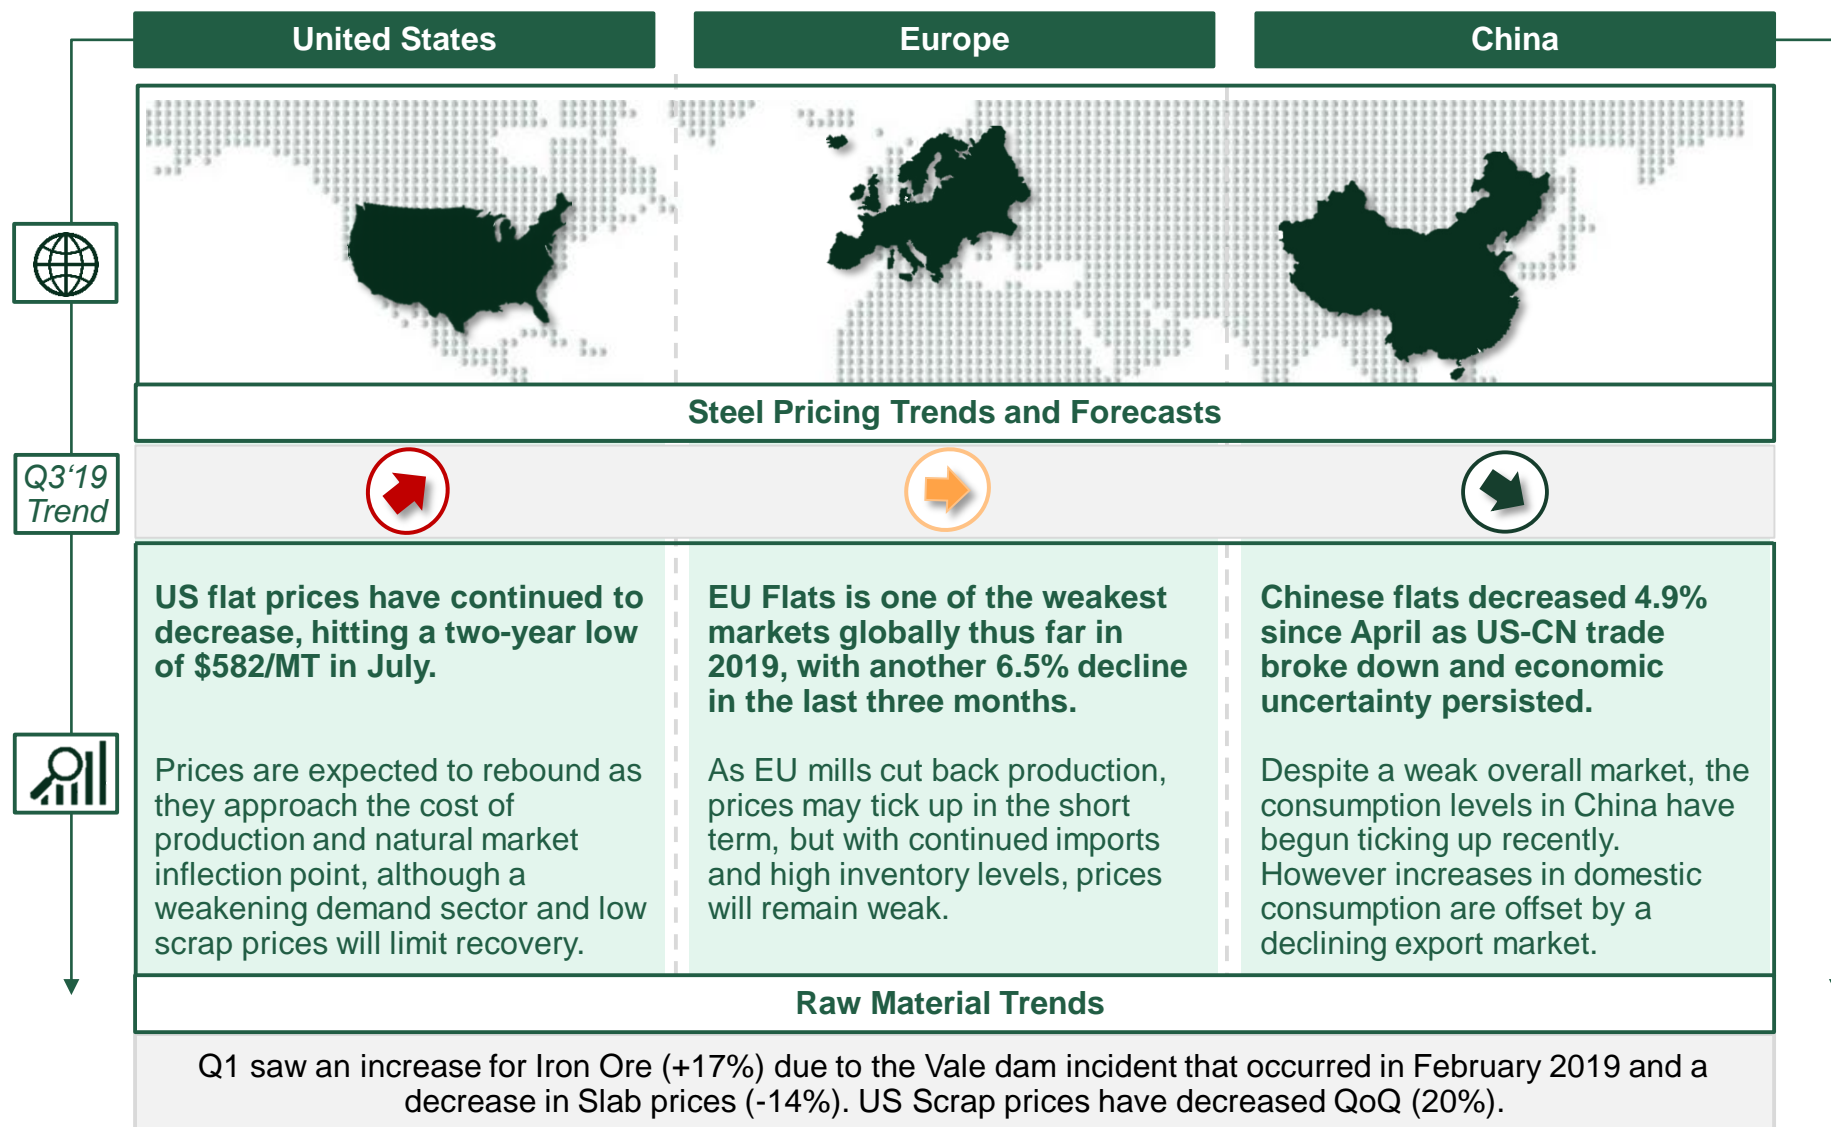 United States
Europe
China
Steel Pricing Trends and Forecasts
Q3‘19
Trend
US flat prices have continued to
decrease, hitting a two-year low
of $582/MT in July.
Prices are expected to rebound as
they approach the cost of
production and natural market
inflection point, although a
weakening demand sector and low
scrap prices will limit recovery.
EU Flats is one of the weakest
markets globally thus far in
2019, with another 6.5% decline
in the last three months.
As EU mills cut back production,
prices may tick up in the short
term, but with continued imports
and high inventory levels, prices
will remain weak.
Chinese flats decreased 4.9%
since April as US-CN trade
broke down and economic
uncertainty persisted.
Despite a weak overall market, the
consumption levels in China have
begun ticking up recently.
However increases in domestic
consumption are offset by a
declining export market.
Raw Material Trends
Q1 saw an increase for Iron Ore (+17%) due to the Vale dam incident that occurred in February 2019 and a
decrease in Slab prices (-14%). US Scrap prices have decreased QoQ (20%).